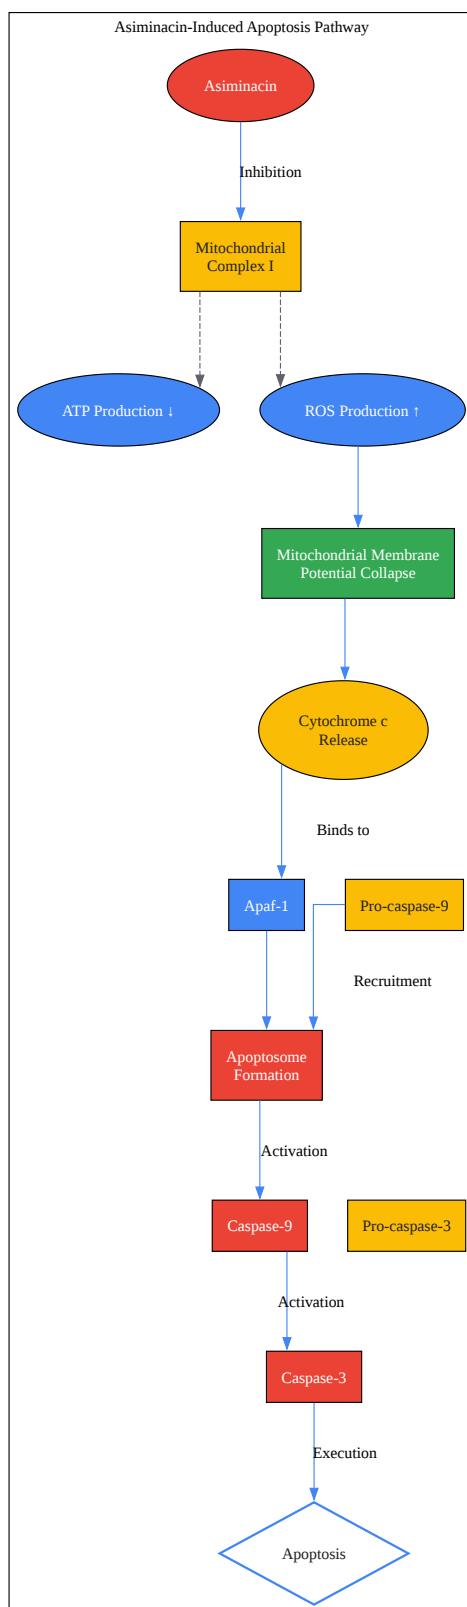 Asiminacin-Induced Apoptosis Pathway
Asiminacin
Inhibition
Mitochondrial
Complex I
ATP Production ↓
ROS Production ↑
Mitochondrial Membrane
Potential Collapse
Cytochrome c
Release
Binds to
Apaf-1
Pro-caspase-9
Recruitment
Apoptosome
Formation
Activation
Caspase-9
Pro-caspase-3
Activation
Caspase-3
Execution
Apoptosis